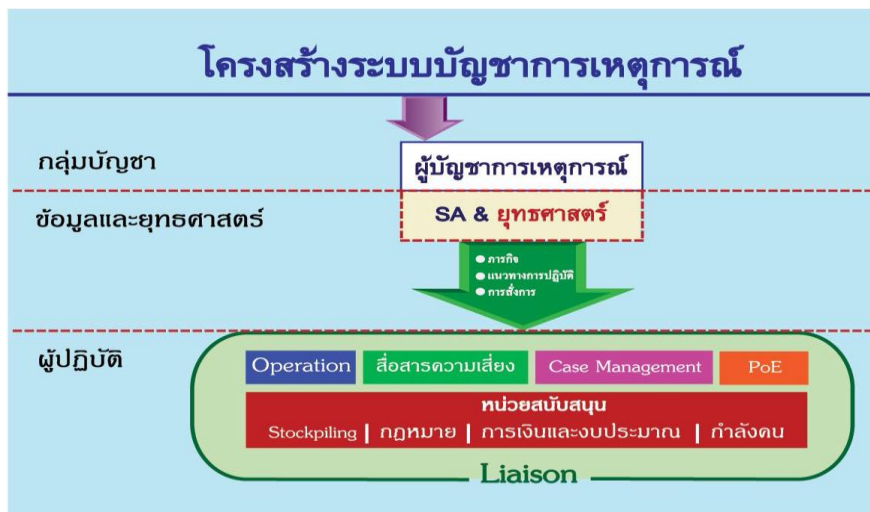 โครงสร้างระบบบัญชาการเหตุการณ์
กลุ่มบัญชา
ผู้บัญชาการเหตุการณ์
ข้อมูลและยุทธศาสตร์
SA & ยุทธศาสตร์
● ภารกิจ
● แนวทางการปฏิบัติ
● การสั่งการ
ผู้ปฏิบัติ
Operation สื่อสารความเสี่ยง Case Management PoE
หน่วยสนับสนุน
Stockpiling | กฎหมาย | การเงินและงบประมาณ | กำลังคน
Liaison